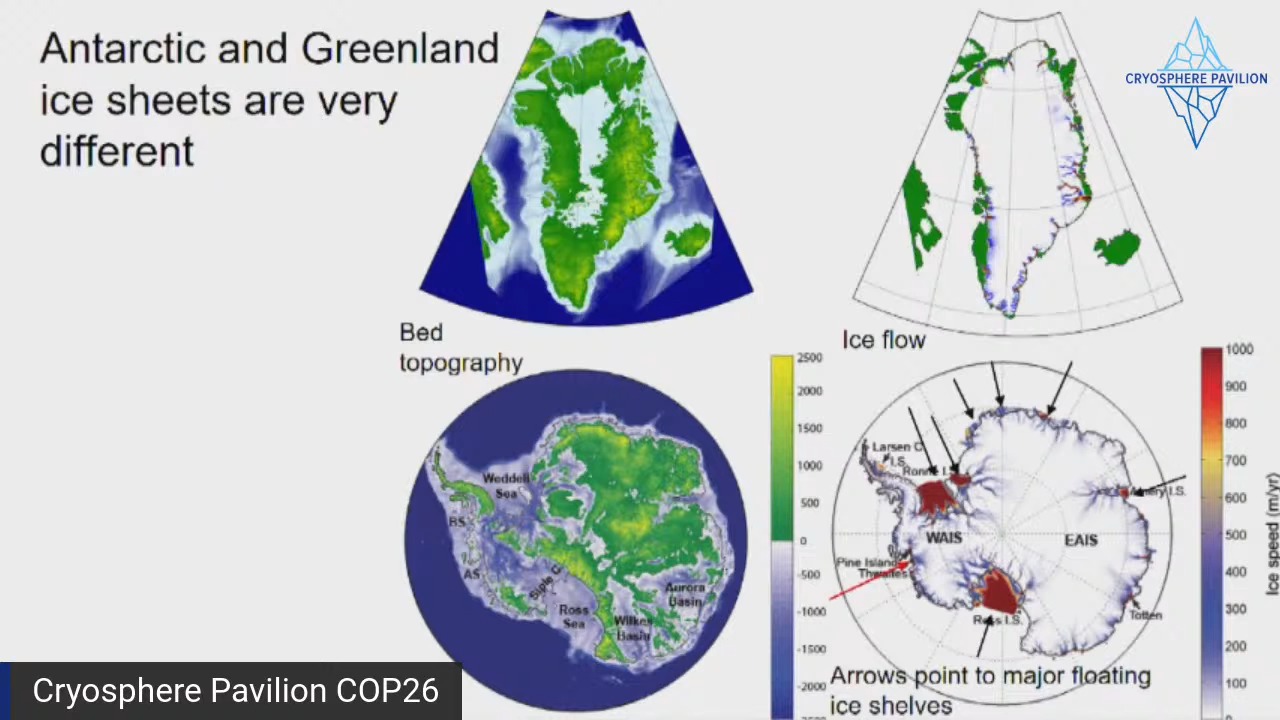 Antarctic and Greenland
ice sheets are very
different
CRYOSPHERE PAVILION
Bed
topography
Ice flow
2500
2000
1500
1000
500
0
-500
-1000
-1500
-2000
Weddell
Sea
BS
AS
Siple C.
Ross
Sea
Wilkes
Basin
Aurora
Basin
1000
900
800
700
600
500
400
300
200
100
Ice speed (m/yr)
Larsen C
I.S.
Ronne I.S.
Amery I.S.
WAIS
EAIS
Pine Island
Thwaites
Ross I.S.
Totten
Arrows point to major floating
ice shelves
Cryosphere Pavilion COP26